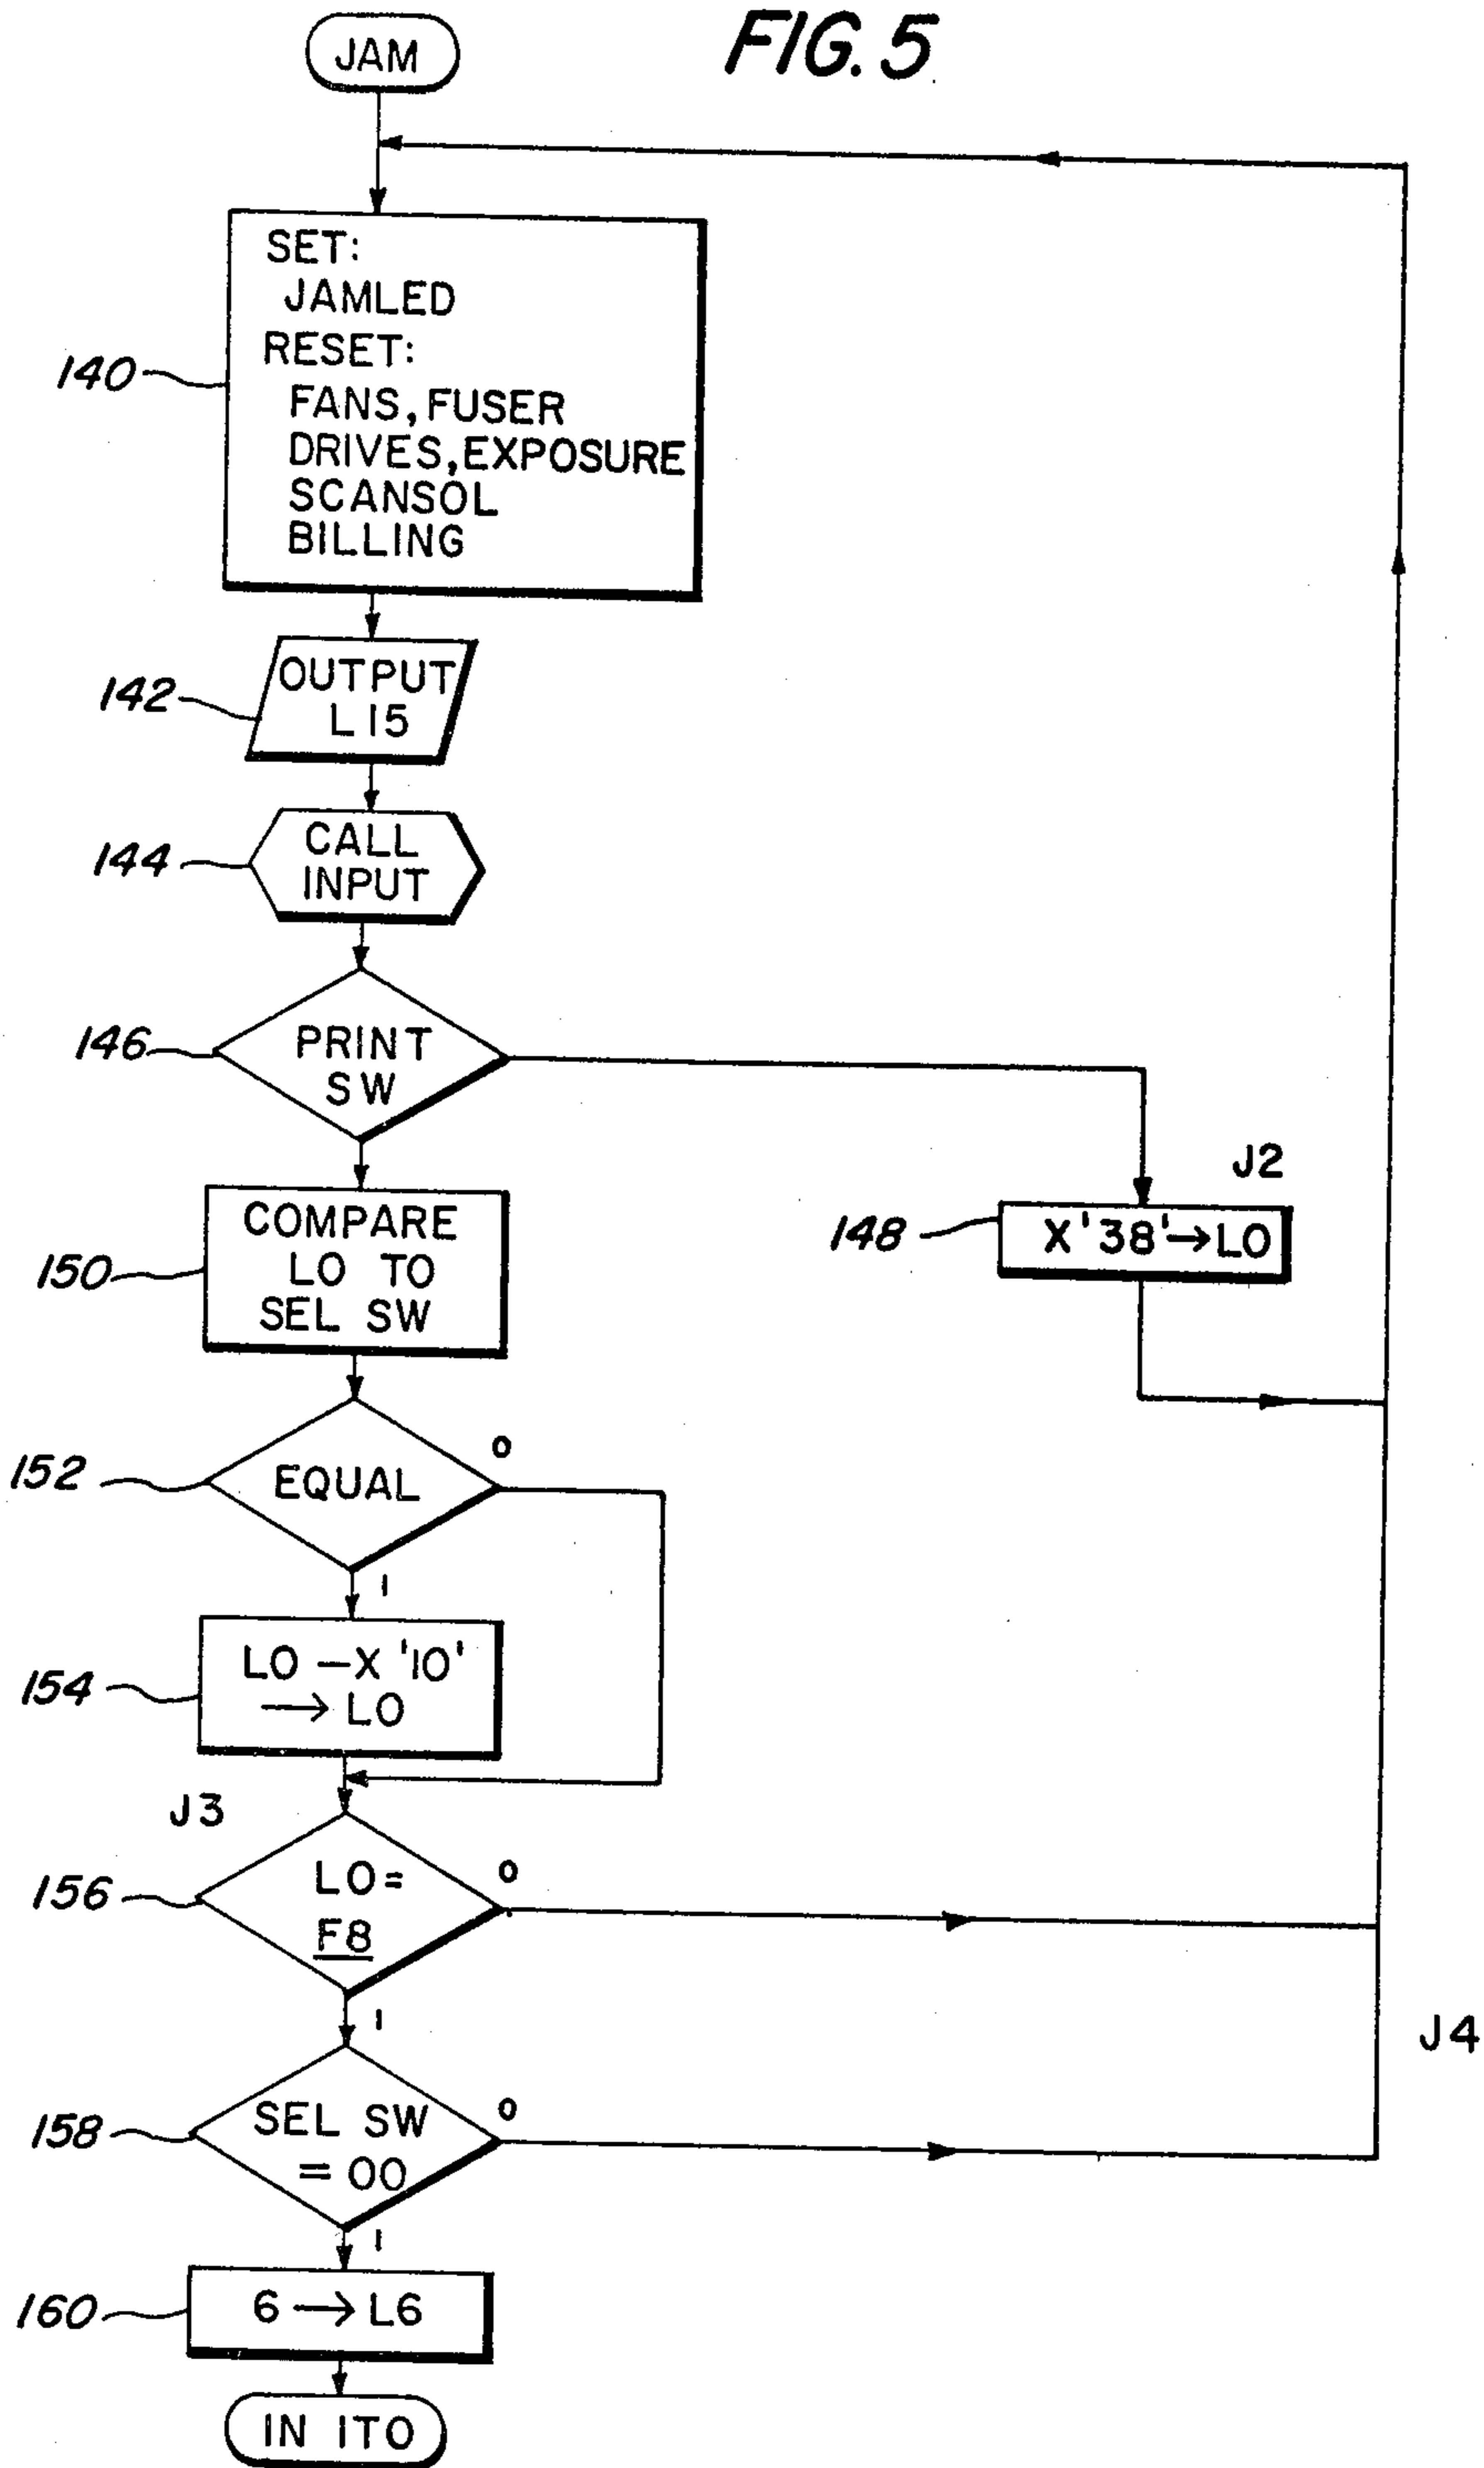 FIG. 5
JAM
SET:
JAMLED
RESET:
FANS, FUSER
DRIVES, EXPOSURE
SCANSOL
BILLING
140
OUTPUT
L15
142
CALL
INPUT
144
PRINT
SW
146
J2
X'38'→LO
148
COMPARE
LO TO
SEL SW
150
EQUAL
152
0
1
LO –X '10'
→ LO
154
J3
LO=
F8
156
0
1
J4
SEL SW
= 00
158
0
1
6 → L6
160
IN ITO